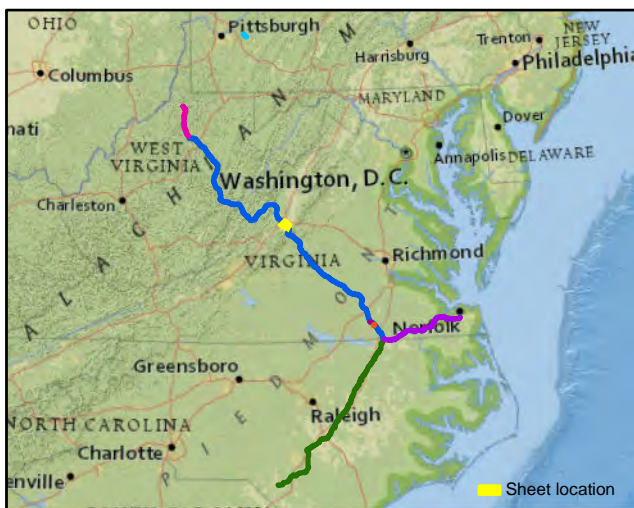 OHIO
Pittsburgh
NEW
JERSEY
Trenton
Harrisburg
Philadelphia
Columbus
MARYLAND
Dover
nati
WEST
VIRGINIA
Annapolis
DELAWARE
Washington, D.C.
Charleston
Richmond
VIRGINIA
Norfolk
Greensboro
Raleigh
NORTH CAROLINA
Charlotte
enville
P I E D M O N T
Sheet location